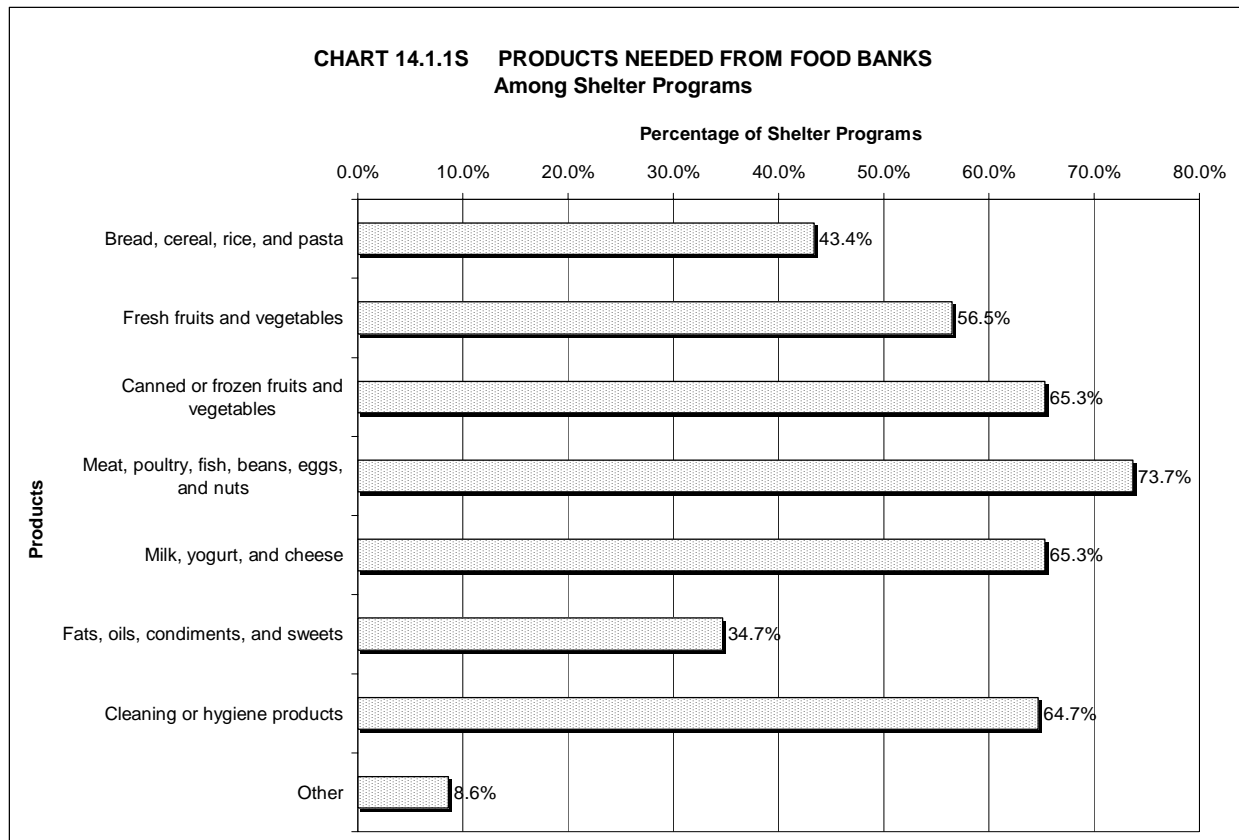 CHART 14.1.1S PRODUCTS NEEDED FROM FOOD BANKS
Among Shelter Programs
Percentage of Shelter Programs
0.0% 10.0% 20.0% 30.0% 40.0% 50.0% 60.0% 70.0% 80.0%
Products
Bread, cereal, rice, and pasta 43.4%
Fresh fruits and vegetables 56.5%
Canned or frozen fruits and
vegetables 65.3%
Meat, poultry, fish, beans, eggs,
and nuts 73.7%
Milk, yogurt, and cheese 65.3%
Fats, oils, condiments, and sweets 34.7%
Cleaning or hygiene products 64.7%
Other 8.6%